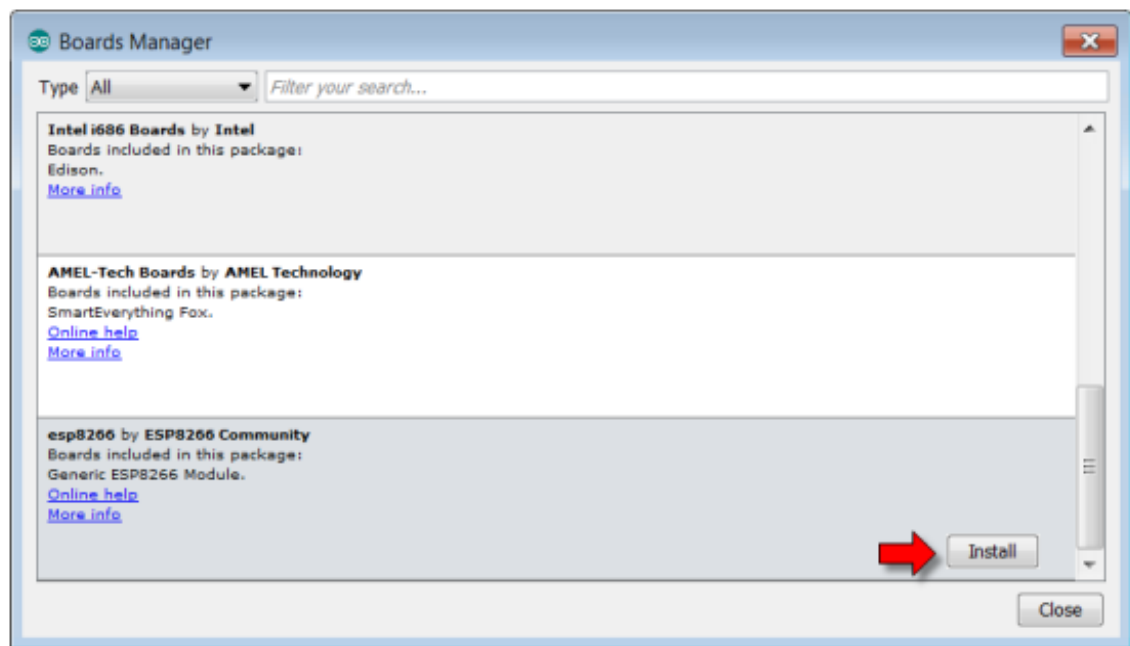 Boards Manager
Type All Filter your search...
Intel i686 Boards by Intel
Boards included in this package:
Edison.
More info
AMEL-Tech Boards by AMEL Technology
Boards included in this package:
SmartEverything Fox.
Online help
More info
esp8266 by ESP8266 Community
Boards included in this package:
Generic ESP8266 Module.
Online help
More info
Install
Close